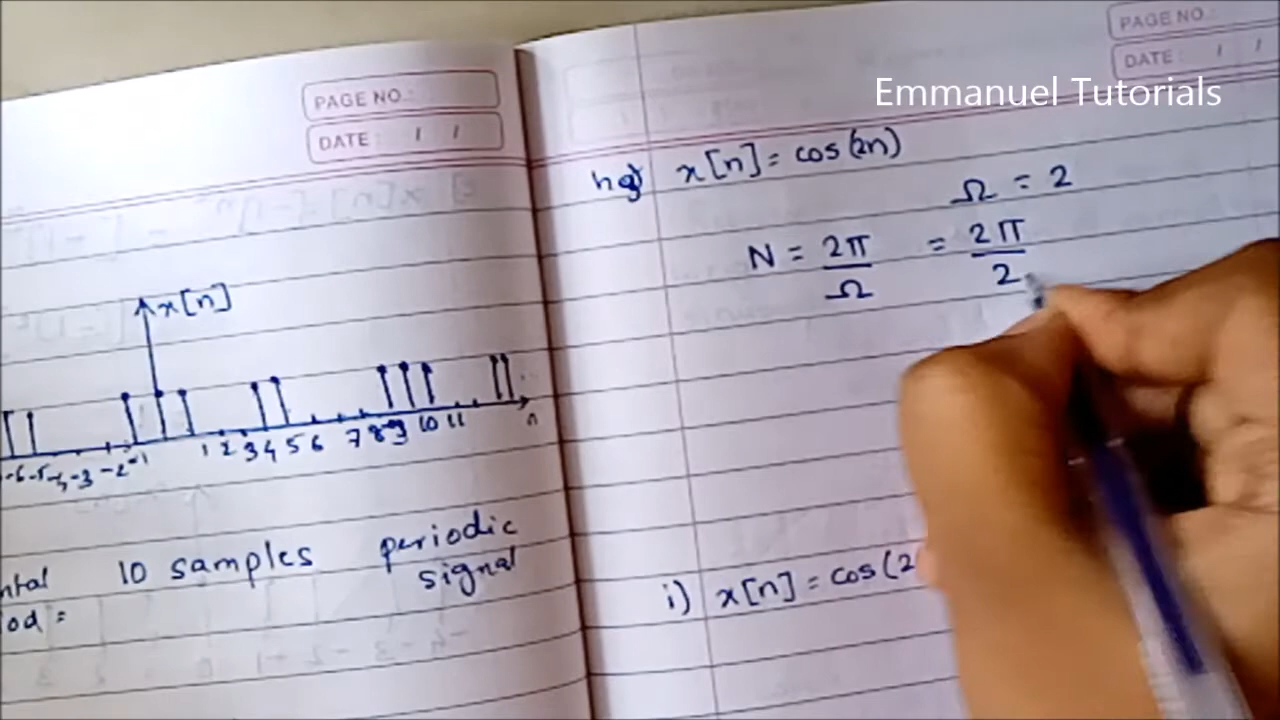 Emmanuel Tutorials
PAGE NO.:
DATE: / /
x[n]
-6 -5 -4 -3 -2 -1 1 2 3 4 5 6 7 8 9 10 11 n
10 samples periodic
signal
PAGE NO.:
DATE: / /
h x[n] = cos(2n)
Ω = 2
N = 2π/Ω = 2π/2
i) x[n] = cos(2